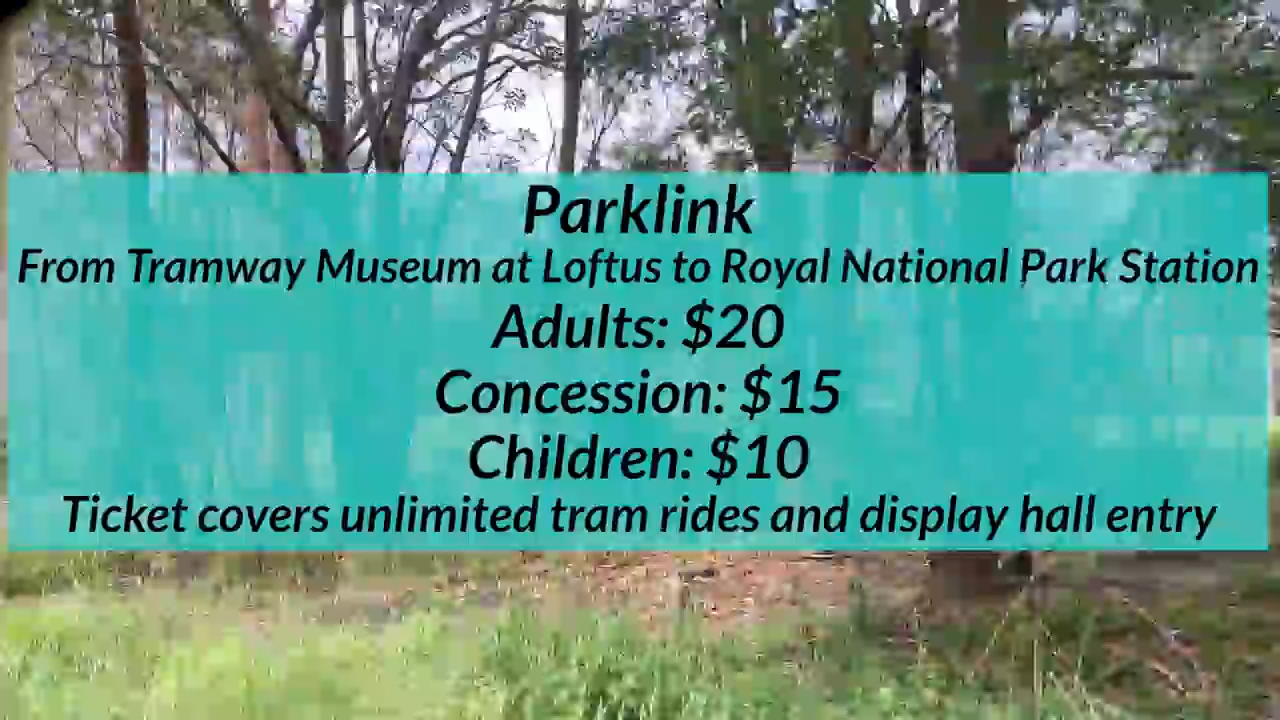 Parklink
From Tramway Museum at Loftus to Royal National Park Station
Adults: $20
Concession: $15
Children: $10
Ticket covers unlimited tram rides and display hall entry